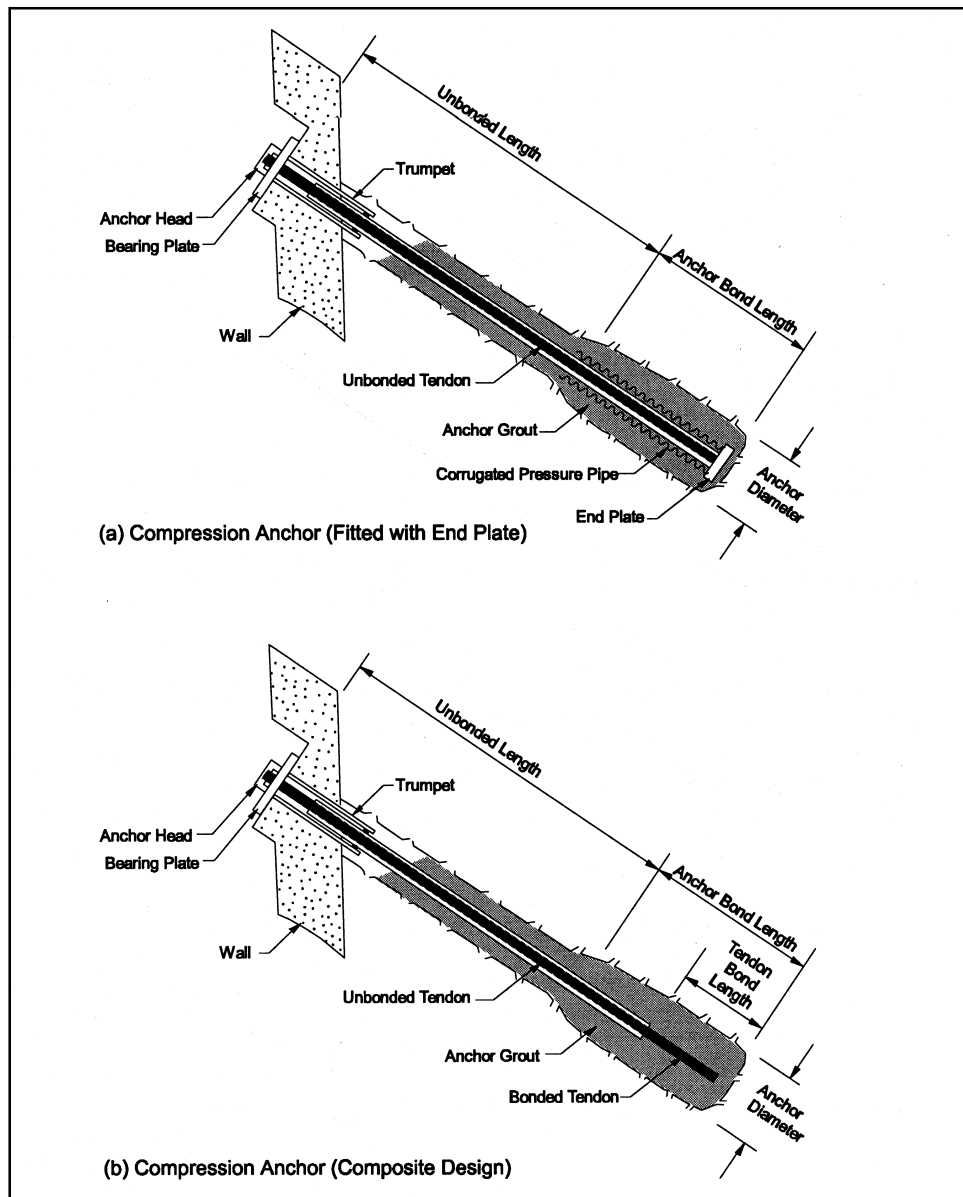 Unbonded Length
Trumpet
Anchor Head
Bearing Plate
Anchor Bond Length
Wall
Unbonded Tendon
Anchor Grout
Corrugated Pressure Pipe
End Plate
Anchor
Diameter
(a) Compression Anchor (Fitted with End Plate)
Unbonded Length
Trumpet
Anchor Head
Bearing Plate
Anchor Bond Length
Tendon
Bond
Length
Wall
Unbonded Tendon
Anchor Grout
Bonded Tendon
Anchor
Diameter
(b) Compression Anchor (Composite Design)